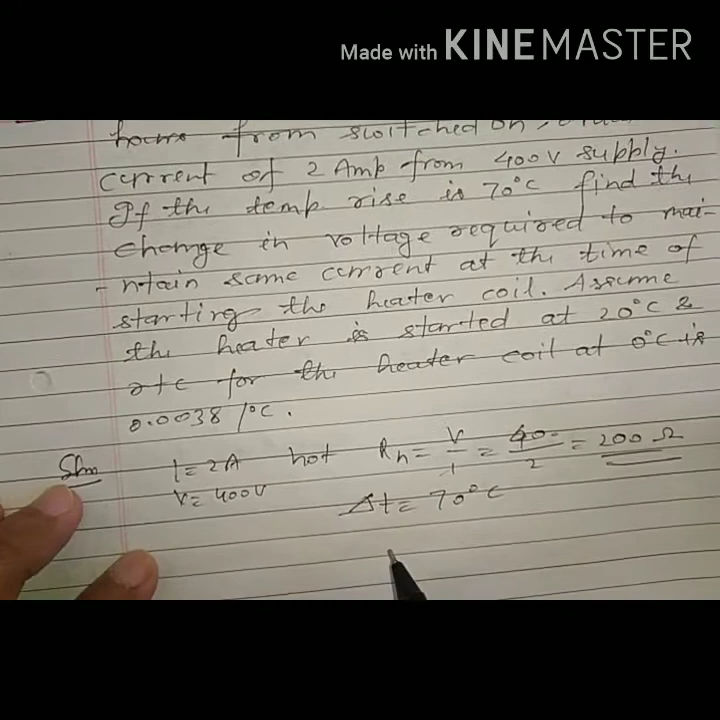 Made with KINEMASTER
hours from switched on,
current of 2 Amp from 400V supply.
If the temp rise is 70°C find the
change in voltage required to mai-
-ntain same current at the time of
starting the heater coil. Assume
the heater is started at 20°C &
rtc for the heater coil at 0°C is
0.0038 /°C.
Sln I = 2A hot Rh = V/I = 400/2 = 200 Ω
V = 400V Δt = 70°C